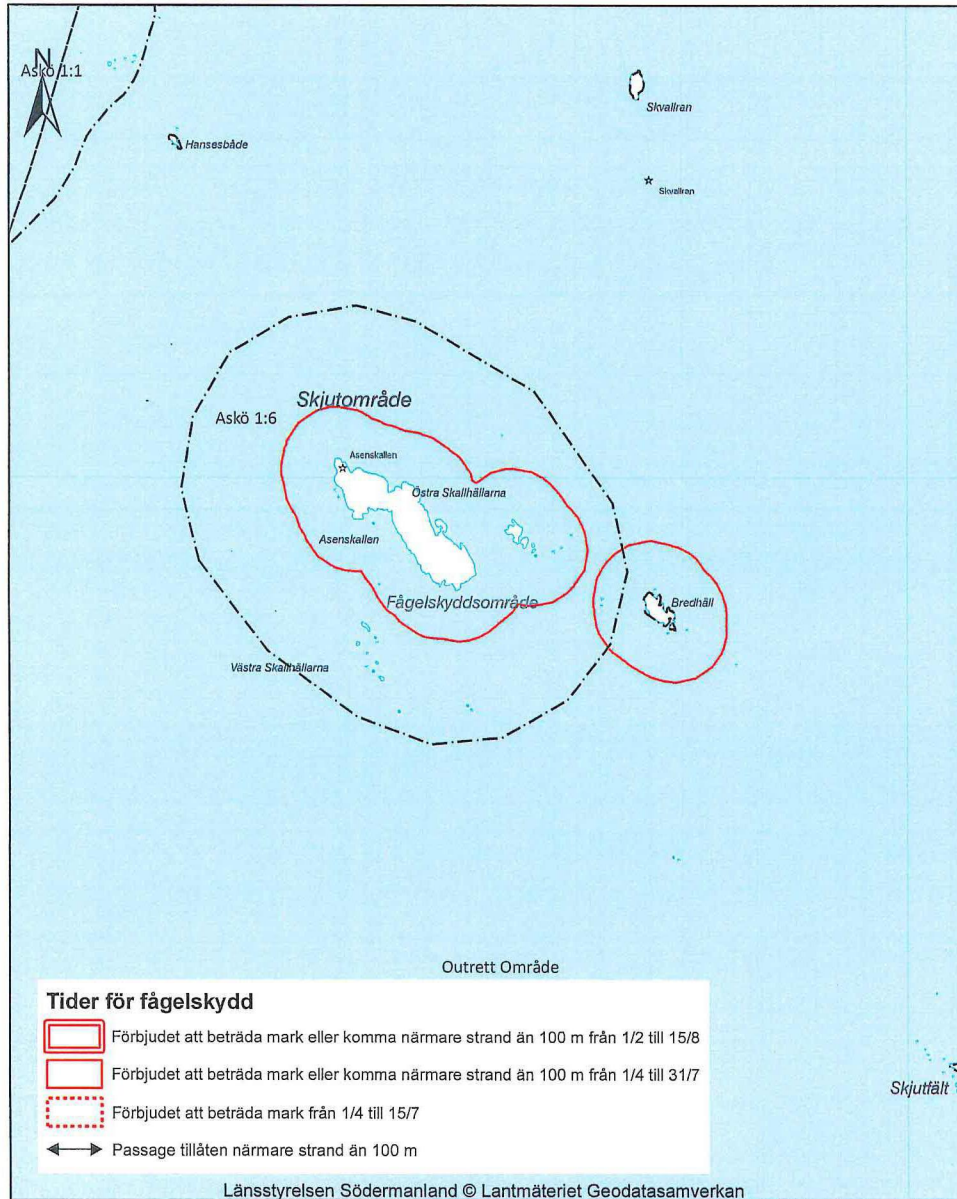 N
Askö 1:1
Skvallran
Hansesbåde
Skvallran
Skjutområde
Askö 1:6
Asenskallen
Östra Skallhällarna
Asenskallen
Fågelskyddsområde
Bredhäll
Västra Skallhällarna
Outrett Område
Tider för fågelskydd
Förbjudet att beträda mark eller komma närmare strand än 100 m från 1/2 till 15/8
Förbjudet att beträda mark eller komma närmare strand än 100 m från 1/4 till 31/7
Förbjudet att beträda mark från 1/4 till 15/7
Passage tillåten närmare strand än 100 m
Skjutfält
Länsstyrelsen Södermanland © Lantmäteriet Geodatasamverkan